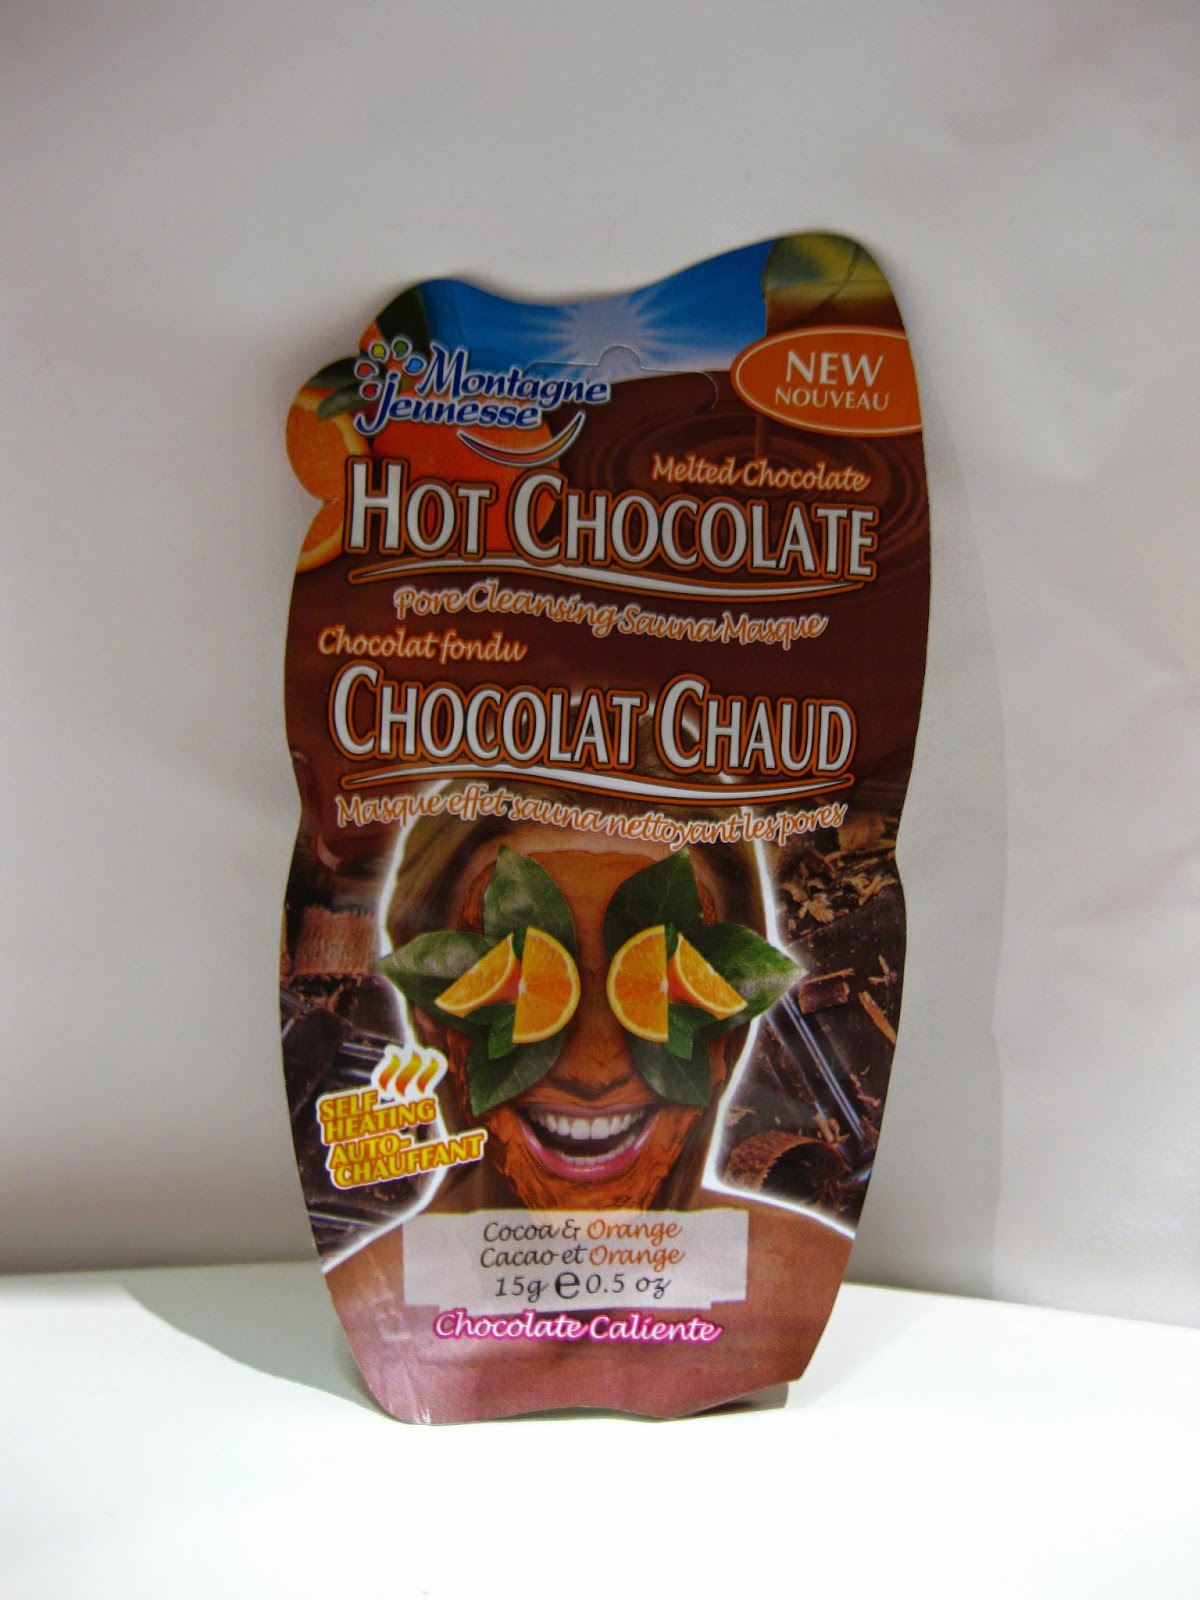 Montagne
Jeunesse
NEW
NOUVEAU
Melted Chocolate
HOT CHOCOLATE
Pore Cleansing Sauna Masque
Chocolat fondu
CHOCOLAT CHAUD
Masque effet sauna nettoyant les pores
SELF
HEATING
AUTO-
CHAUFFANT
Cocoa & Orange
Cacao et Orange
15g e 0.5 oz
Chocolate Caliente